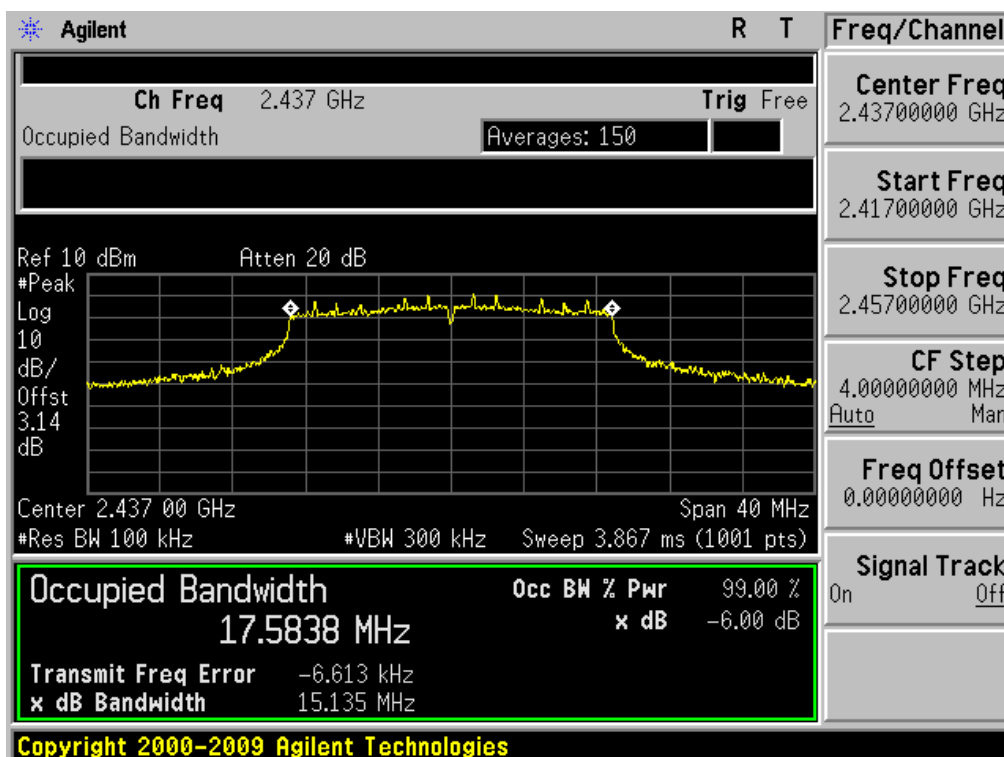 Agilent R T
Ch Freq 2.437 GHz Trig Free
Occupied Bandwidth Averages: 150
Ref 10 dBm Atten 20 dB
#Peak
Log
10
dB/
Offst
3.14
dB
Center 2.437 00 GHz Span 40 MHz
#Res BW 100 kHz #VBW 300 kHz Sweep 3.867 ms (1001 pts)
Occupied Bandwidth Occ BW % Pwr 99.00 %
17.5838 MHz x dB -6.00 dB
Transmit Freq Error -6.613 kHz
x dB Bandwidth 15.135 MHz
Copyright 2000-2009 Agilent Technologies
Freq/Channel
Center Freq
2.43700000 GHz
Start Freq
2.41700000 GHz
Stop Freq
2.45700000 GHz
CF Step
4.00000000 MHz
Auto Man
Freq Offset
0.00000000 Hz
Signal Track
On Off